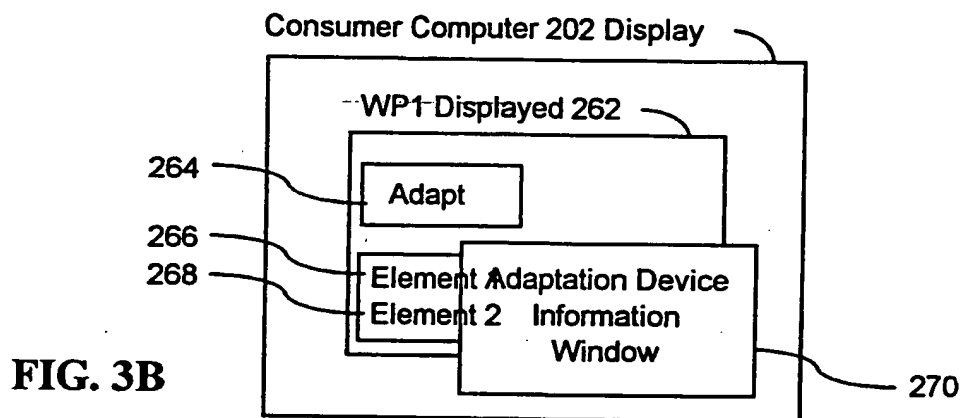 Consumer Computer 202 Display
WP1 Displayed 262
264
Adapt
266
Element 1 Adaptation Device
268
Element 2 Information
Window
FIG. 3B
270